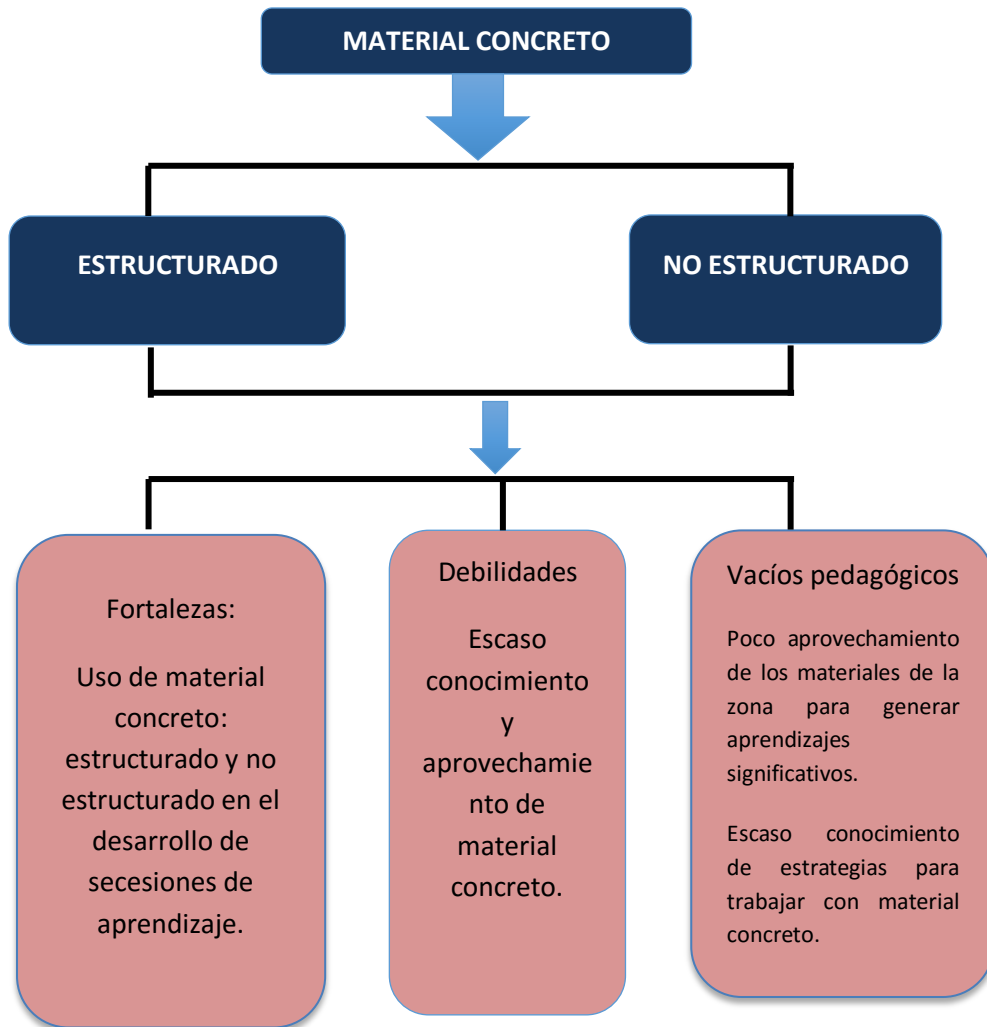 MATERIAL CONCRETO
ESTRUCTURADO
NO ESTRUCTURADO
Fortalezas:
Uso de material
concreto:
estructurado y no
estructurado en el
desarrollo de
secesiones de
aprendizaje.
Debilidades
Escaso
conocimiento
y
aprovechamie
nto de
material
concreto.
Vacíos pedagógicos
Poco aprovechamiento
de los materiales de la
zona para generar
aprendizajes
significativos.
Escaso conocimiento
de estrategias para
trabajar con material
concreto.